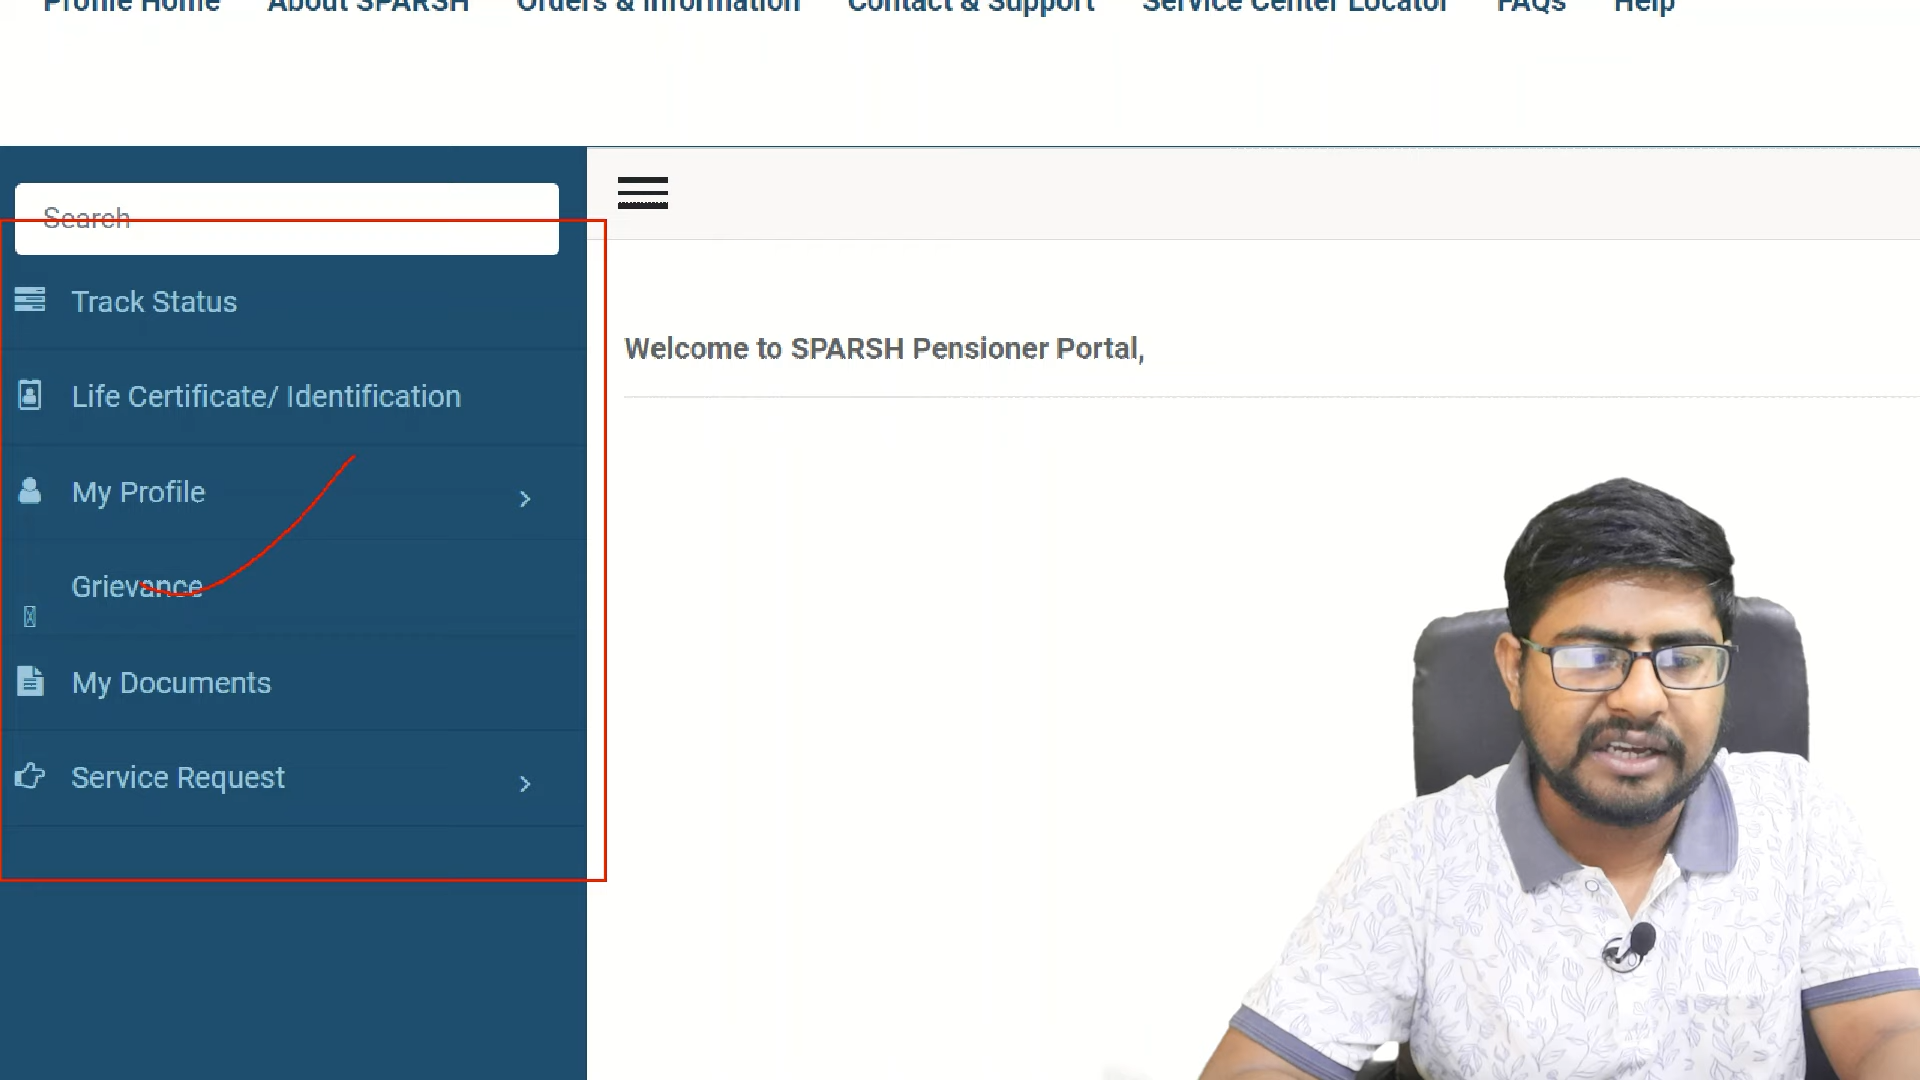 Profile Home About SPARSH Orders & Information Contact & Support Service Center Locator FAQs Help
Search
Track Status
Life Certificate/ Identification
My Profile
Grievance
My Documents
Service Request
Welcome to SPARSH Pensioner Portal,